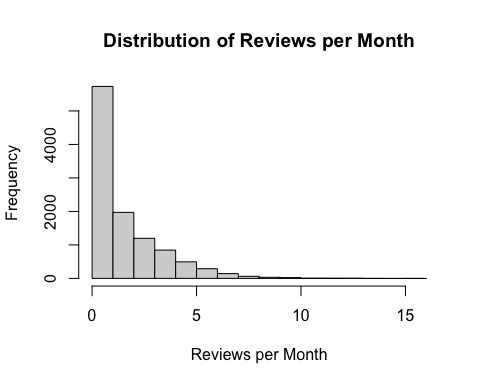 Distribution of Reviews per Month
Frequency
4000
2000
0
0 5 10 15
Reviews per Month